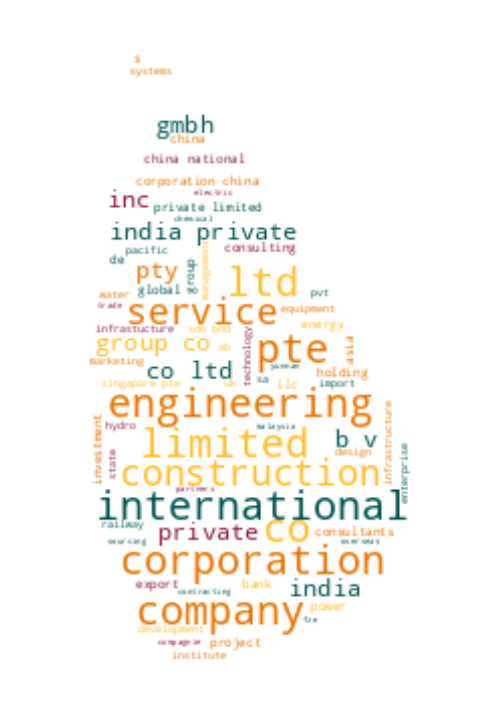 s
systems
gmbh
china
china national
corporation china
electric
inc
private limited
chemical
india private
pacific
consulting
de
management
pty
group
global
ltd
pvt
water
trade
service
equipment
infrastucture
sdn bhd
energy
group co
ab
technology
pte
asia
marketing
co ltd
yunnan
holding
singapore pte
uk
sa
llc
import
engineering
investment
hydro
malaysia
infrastructure
limited
b v
design
state
construction
enterprise
partners
international
railway
private
co
consultants
sourcing
overseas
corporation
export
contracting
bank
india
company
power
fze
development
compagnie
project
institute